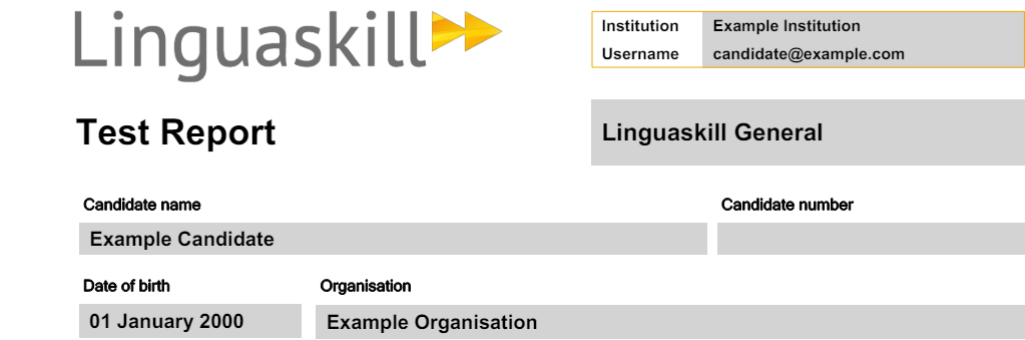 Linguaskill
Institution Example Institution
Username candidate@example.com
Test Report
Linguaskill General
Candidate name Candidate number
Example Candidate
Date of birth Organisation
01 January 2000 Example Organisation